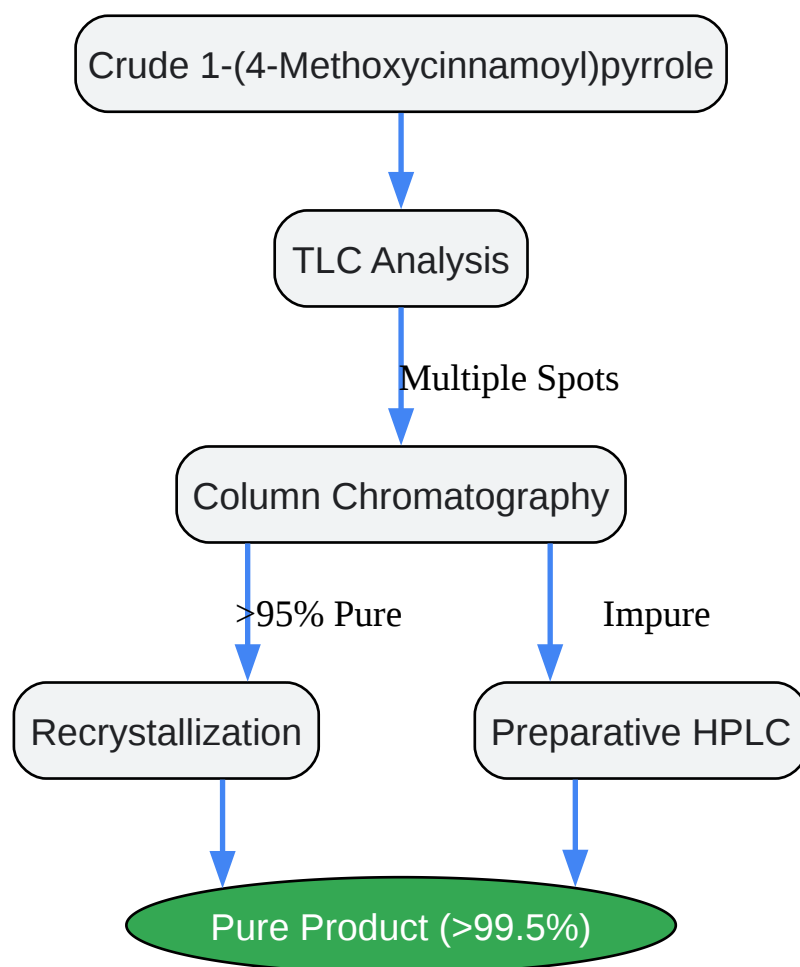 Crude 1-(4-Methoxycinnamoyl)pyrrole
TLC Analysis
Multiple Spots
Column Chromatography
>95% Pure
Impure
Recrystallization
Preparative HPLC
Pure Product (>99.5%)